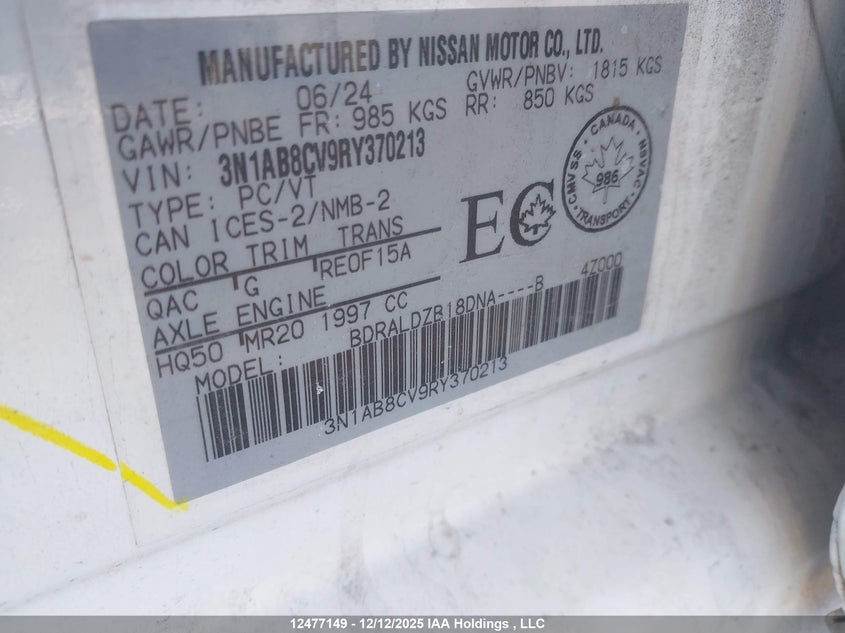 MANUFACTURED BY NISSAN MOTOR CO., LTD.
DATE: 06/24 GVWR/PNBV: 1815 KGS
GAWR/PNBE FR: 985 KGS RR: 850 KGS
VIN: 3N1AB8CV9RY370213
TYPE: PC/VT
CAN ICES-2/NMB-2
COLOR TRIM TRANS
QAC G RE0F15A
AXLE ENGINE
HQ50 MR20 1997 CC
MODEL: BDRALDZB18DNA----B 4Z000
3N1AB8CV9RY370213
EC
CANADA
CMVSS NSVAC
986
TRANSPORT
12477149 - 12/12/2025 IAA Holdings , LLC